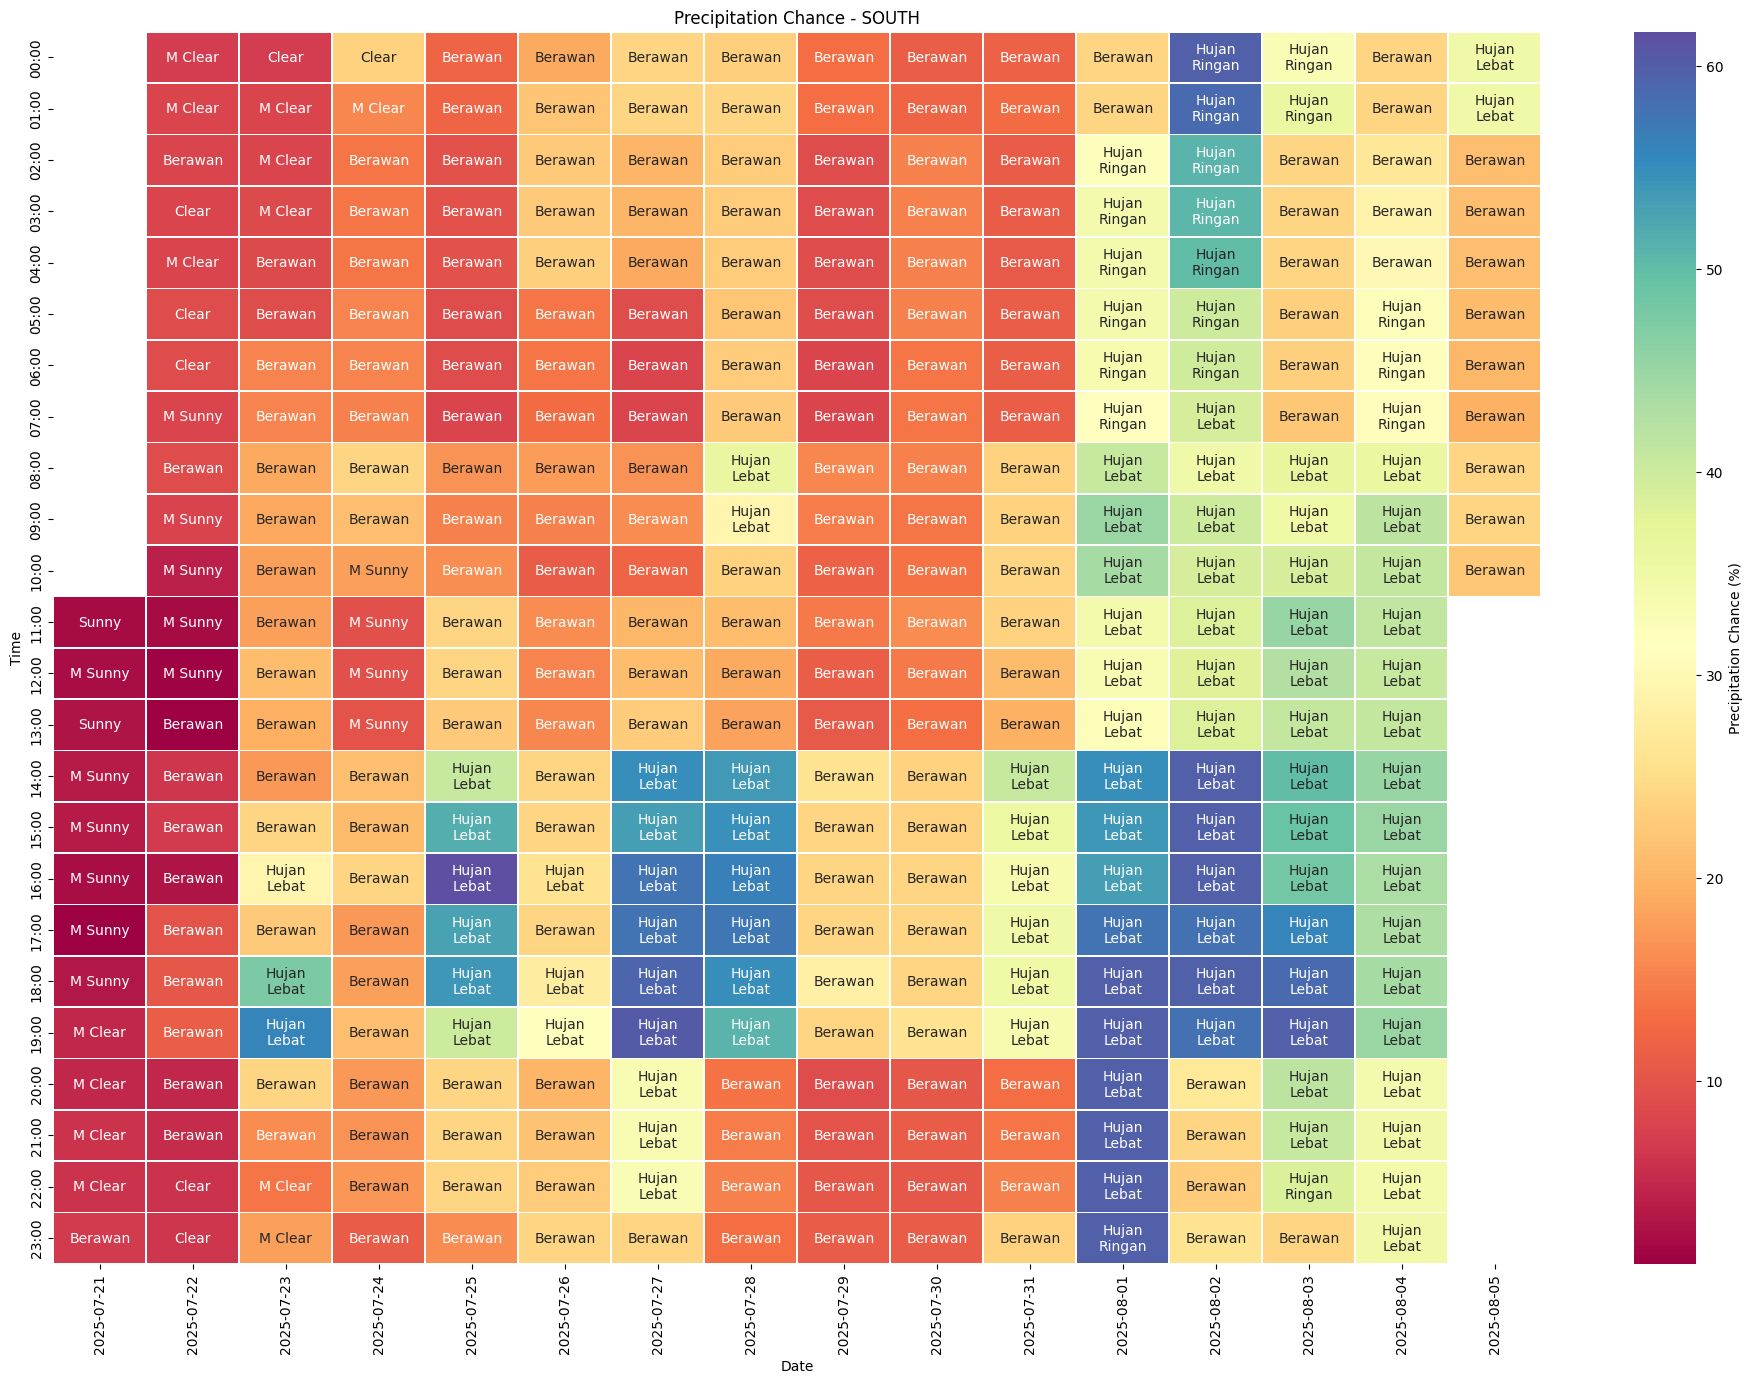 Precipitation Chance - SOUTH
00:00 M Clear Clear Clear Berawan Berawan Berawan Berawan Berawan Berawan Berawan Berawan Hujan Ringan Hujan Ringan Berawan Hujan Lebat
01:00 M Clear M Clear M Clear Berawan Berawan Berawan Berawan Berawan Berawan Berawan Berawan Hujan Ringan Hujan Ringan Berawan Hujan Lebat
02:00 Berawan M Clear Berawan Berawan Berawan Berawan Berawan Berawan Berawan Berawan Hujan Ringan Hujan Ringan Berawan Berawan Berawan
03:00 Clear M Clear Berawan Berawan Berawan Berawan Berawan Berawan Berawan Berawan Hujan Ringan Hujan Ringan Berawan Berawan Berawan
04:00 M Clear Berawan Berawan Berawan Berawan Berawan Berawan Berawan Berawan Berawan Hujan Ringan Hujan Ringan Berawan Berawan Berawan
05:00 Clear Berawan Berawan Berawan Berawan Berawan Berawan Berawan Berawan Berawan Hujan Ringan Hujan Ringan Berawan Hujan Ringan Berawan
06:00 Clear Berawan Berawan Berawan Berawan Berawan Berawan Berawan Berawan Berawan Hujan Ringan Hujan Ringan Berawan Hujan Ringan Berawan
07:00 M Sunny Berawan Berawan Berawan Berawan Berawan Berawan Berawan Berawan Berawan Hujan Ringan Hujan Lebat Berawan Hujan Ringan Berawan
08:00 Berawan Berawan Berawan Berawan Berawan Berawan Hujan Lebat Berawan Berawan Berawan Hujan Lebat Hujan Lebat Hujan Lebat Hujan Lebat Berawan
09:00 M Sunny Berawan Berawan Berawan Berawan Berawan Hujan Lebat Berawan Berawan Berawan Hujan Lebat Hujan Lebat Hujan Lebat Hujan Lebat Berawan
10:00 M Sunny Berawan M Sunny Berawan Berawan Berawan Berawan Berawan Berawan Berawan Hujan Lebat Hujan Lebat Hujan Lebat Hujan Lebat Berawan
11:00 Sunny M Sunny Berawan M Sunny Berawan Berawan Berawan Berawan Berawan Berawan Berawan Hujan Lebat Hujan Lebat Hujan Lebat Hujan Lebat
12:00 M Sunny M Sunny Berawan M Sunny Berawan Berawan Berawan Berawan Berawan Berawan Berawan Hujan Lebat Hujan Lebat Hujan Lebat Hujan Lebat
13:00 Sunny Berawan Berawan M Sunny Berawan Berawan Berawan Berawan Berawan Berawan Berawan Hujan Lebat Hujan Lebat Hujan Lebat Hujan Lebat
14:00 M Sunny Berawan Berawan Berawan Hujan Lebat Berawan Hujan Lebat Hujan Lebat Berawan Berawan Hujan Lebat Hujan Lebat Hujan Lebat Hujan Lebat Hujan Lebat
15:00 M Sunny Berawan Berawan Berawan Hujan Lebat Berawan Hujan Lebat Hujan Lebat Berawan Berawan Hujan Lebat Hujan Lebat Hujan Lebat Hujan Lebat Hujan Lebat
16:00 M Sunny Berawan Hujan Lebat Berawan Hujan Lebat Hujan Lebat Hujan Lebat Hujan Lebat Berawan Berawan Hujan Lebat Hujan Lebat Hujan Lebat Hujan Lebat Hujan Lebat
17:00 M Sunny Berawan Berawan Berawan Hujan Lebat Berawan Hujan Lebat Hujan Lebat Berawan Berawan Hujan Lebat Hujan Lebat Hujan Lebat Hujan Lebat Hujan Lebat
18:00 M Sunny Berawan Hujan Lebat Berawan Hujan Lebat Hujan Lebat Hujan Lebat Hujan Lebat Berawan Berawan Hujan Lebat Hujan Lebat Hujan Lebat Hujan Lebat Hujan Lebat
19:00 M Clear Berawan Hujan Lebat Berawan Hujan Lebat Hujan Lebat Hujan Lebat Hujan Lebat Berawan Berawan Hujan Lebat Hujan Lebat Hujan Lebat Hujan Lebat Hujan Lebat
20:00 M Clear Berawan Berawan Berawan Berawan Berawan Hujan Lebat Berawan Berawan Berawan Berawan Hujan Lebat Berawan Hujan Lebat Hujan Lebat
21:00 M Clear Berawan Berawan Berawan Berawan Berawan Hujan Lebat Berawan Berawan Berawan Berawan Hujan Lebat Berawan Hujan Lebat Hujan Lebat
22:00 M Clear Clear M Clear Berawan Berawan Berawan Hujan Lebat Berawan Berawan Berawan Berawan Hujan Lebat Berawan Hujan Ringan Hujan Lebat
23:00 Berawan Clear M Clear Berawan Berawan Berawan Berawan Berawan Berawan Berawan Berawan Hujan Ringan Berawan Berawan Hujan Lebat
Time
2025-07-21 2025-07-22 2025-07-23 2025-07-24 2025-07-25 2025-07-26 2025-07-27 2025-07-28 2025-07-29 2025-07-30 2025-07-31 2025-08-01 2025-08-02 2025-08-03 2025-08-04 2025-08-05
Date
60
50
40
30
20
10
Precipitation Chance (%)